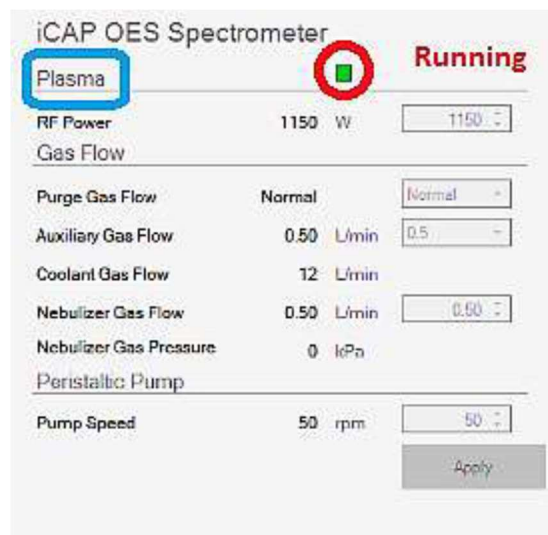 iCAP OES Spectrometer
Running
Plasma
RF Power 1150 W 1150
Gas Flow
Purge Gas Flow Normal Normal
Auxiliary Gas Flow 0.50 L/min 0.5
Coolant Gas Flow 12 L/min
Nebulizer Gas Flow 0.50 L/min 0.50
Nebulizer Gas Pressure 0 kPa
Peristaltic Pump
Pump Speed 50 rpm 50
Apply